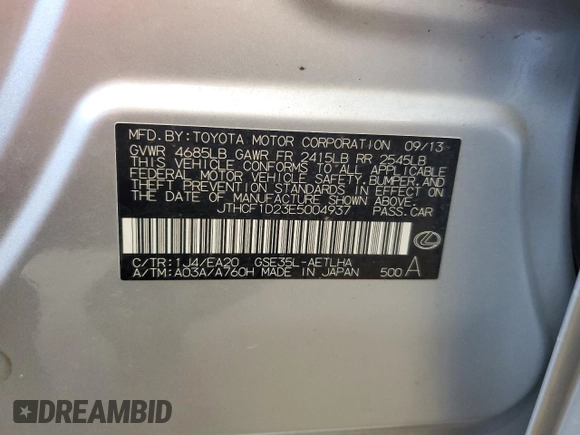 MFD.BY:TOYOTA MOTOR CORPORATION 09/13
GVWR 4685LB GAWR FR 2415LB RR 2545LB
THIS VEHICLE CONFORMS TO ALL APPLICABLE
FEDERAL MOTOR VEHICLE SAFETY,BUMPER,AND
THEFT PREVENTION STANDARDS IN EFFECT ON
THE DATE OF MANUFACTURE SHOWN ABOVE.
JTHCF1D23E5004937 PASS.CAR
C/TR:1J4/EA20 GSE35L-AETLHA
A/TM:A03A/A760H MADE IN JAPAN 500 A
DREAMBID